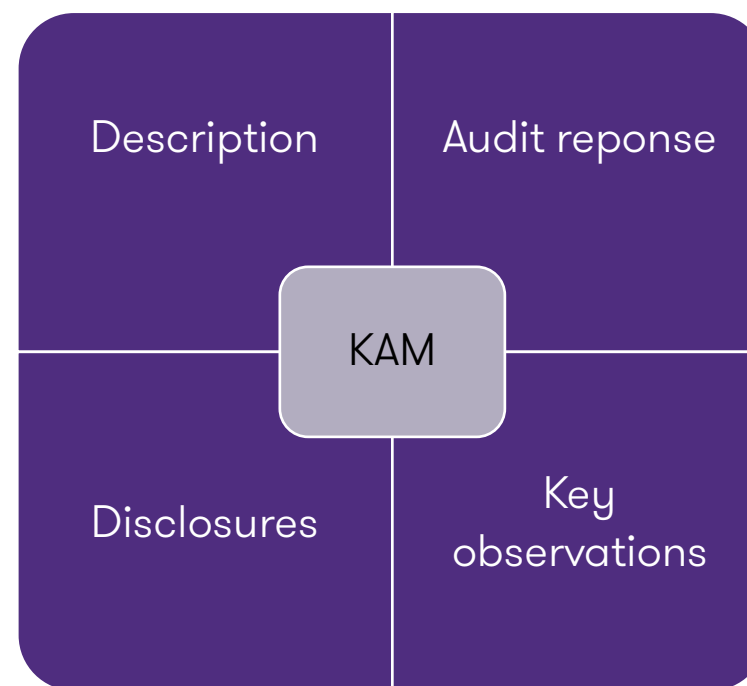 Description
Audit reponse
KAM
Disclosures
Key
observations